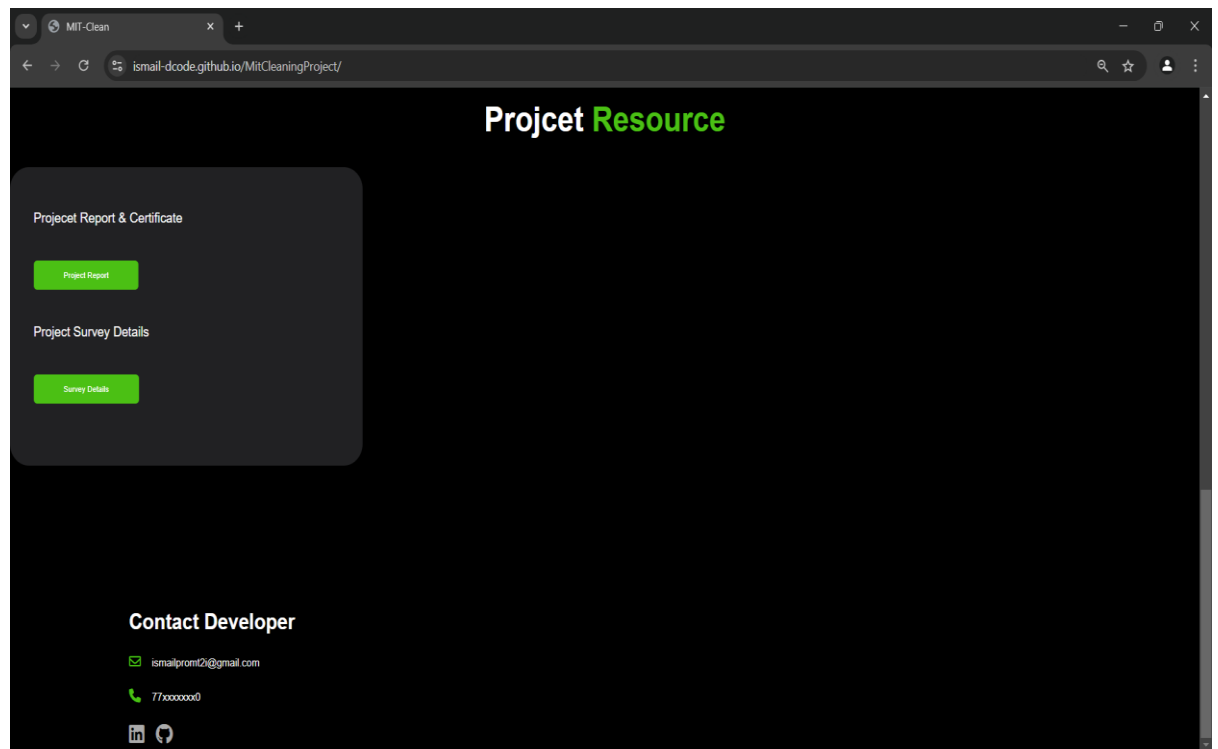 MIT-Clean
ismail-dcode.github.io/MitCleaningProject/
Projcet Resource
Projecet Report & Certificate
Project Report
Project Survey Details
Survey Details
Contact Developer
ismailpromt2i@gmail.com
77xxxxxxx0
in